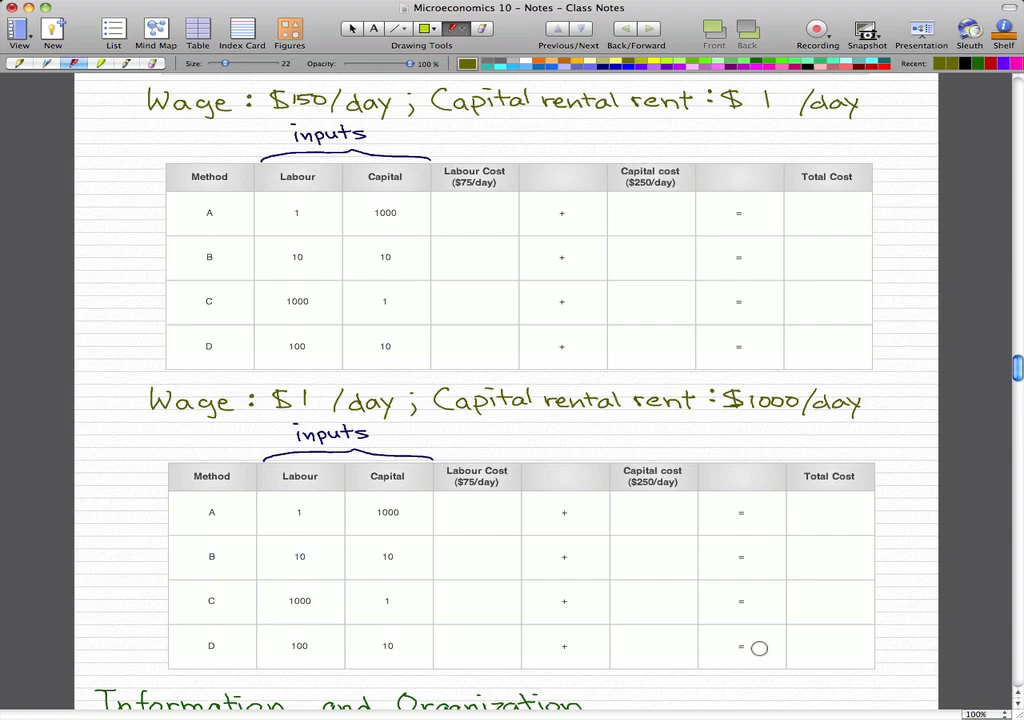 Microeconomics 10 - Notes - Class Notes
View New List Mind Map Table Index Card Figures A Drawing Tools Previous/Next Back/Forward Front Back Recording Snapshot Presentation Sleuth Shelf
Size: 22 Opacity: 100 % Recent:
Wage : $150/day ; Capital rental rent : $ 1 /day
inputs
Method Labour Capital Labour Cost ($75/day) Capital cost ($250/day) Total Cost
A 1 1000 + =
B 10 10 + =
C 1000 1 + =
D 100 10 + =
Wage : $1 /day ; Capital rental rent : $1000/day
inputs
Method Labour Capital Labour Cost ($75/day) Capital cost ($250/day) Total Cost
A 1 1000 + =
B 10 10 + =
C 1000 1 + =
D 100 10 + =
Information and Organization
100%